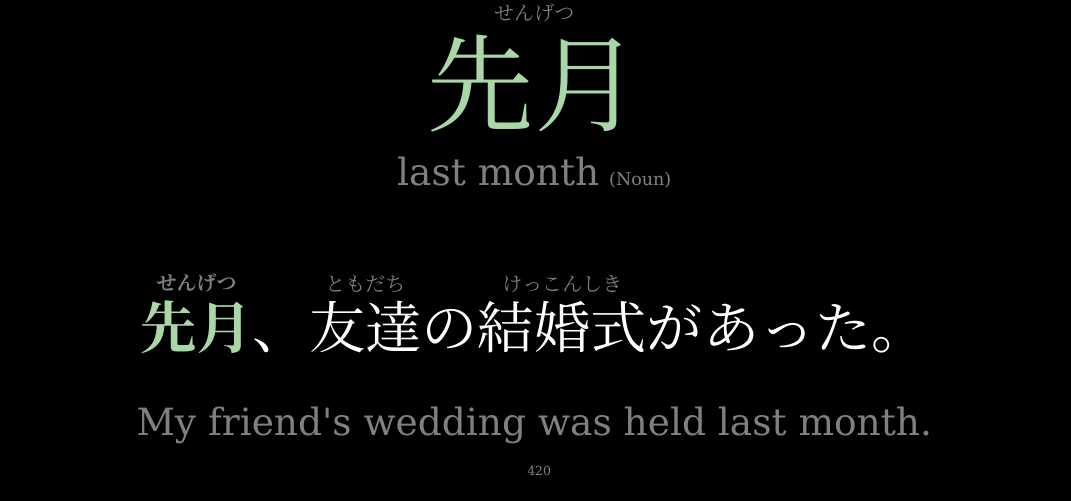 せんげつ
先月
last month (Noun)
せんげつ ともだち けっこんしき
先月、友達の結婚式があった。
My friend's wedding was held last month.
420